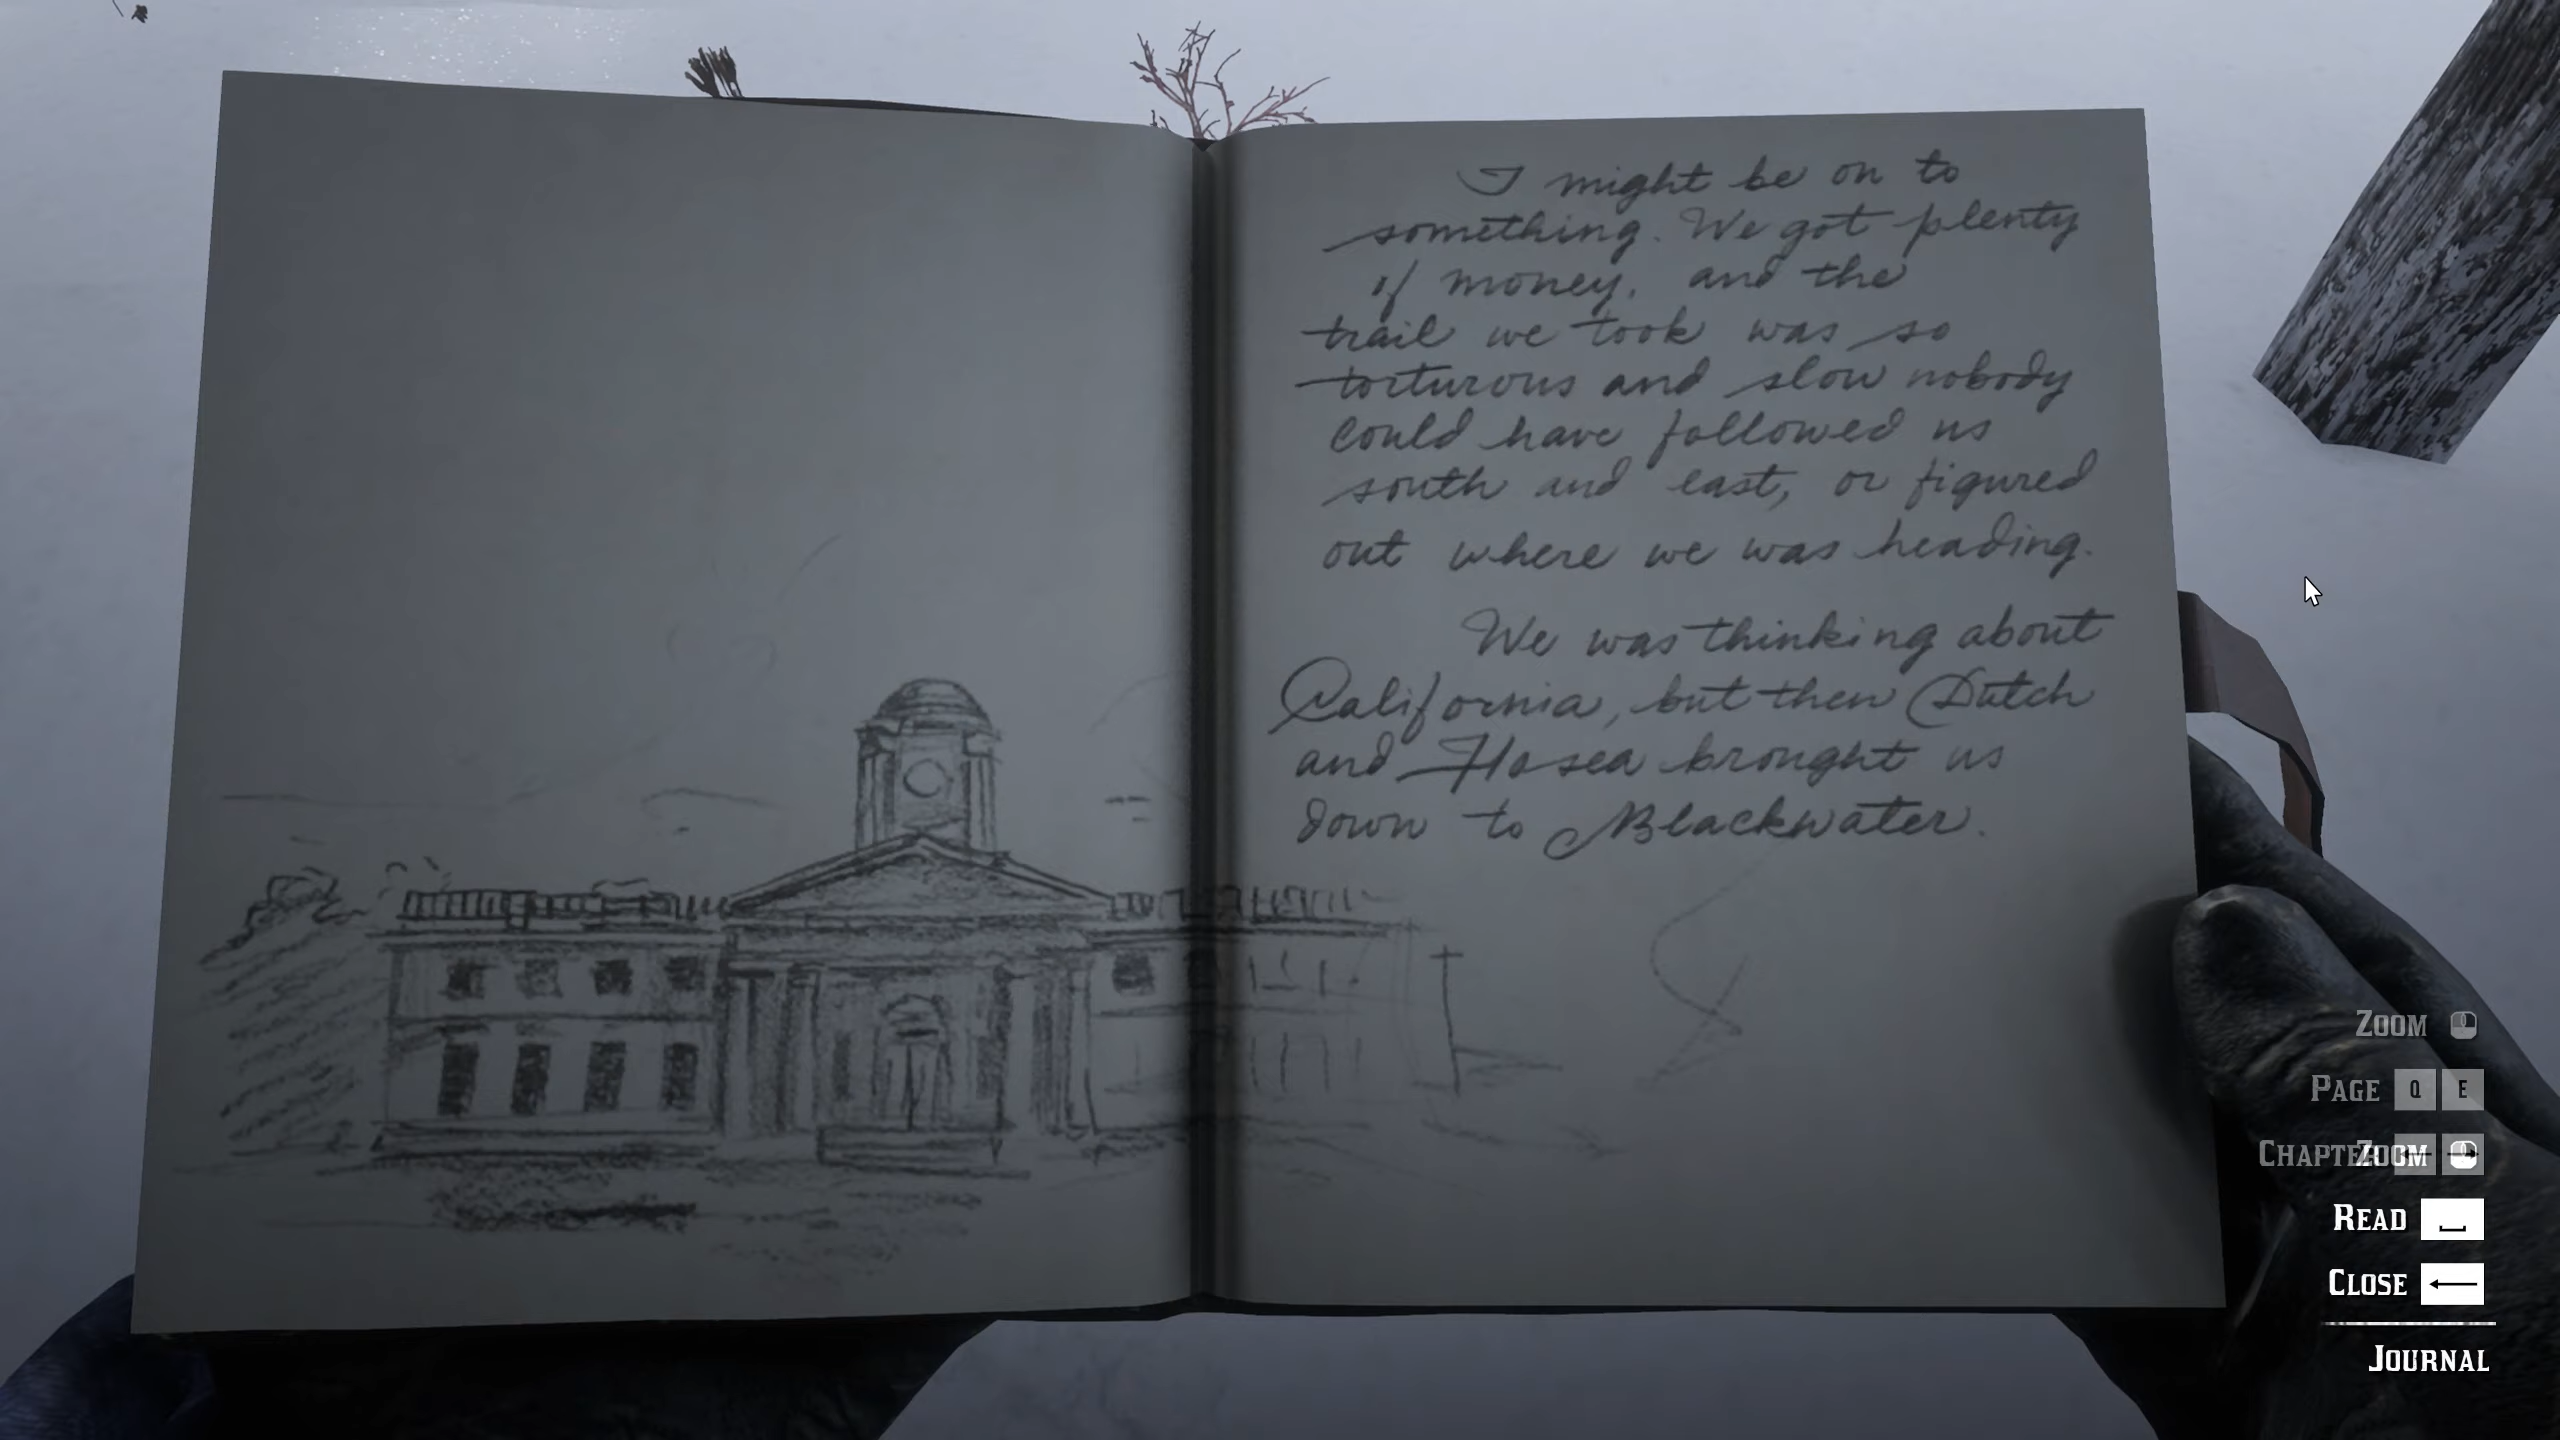 I might be on to
something. We got plenty
of money, and the
trail we took was so
torturous and slow nobody
could have followed us
south and east, or figured
out where we was heading.
We was thinking about
California, but then Dutch
and Hosea brought us
down to Blackwater.
ZOOM
PAGE Q E
CHAPTER ZOOM
READ
CLOSE
JOURNAL